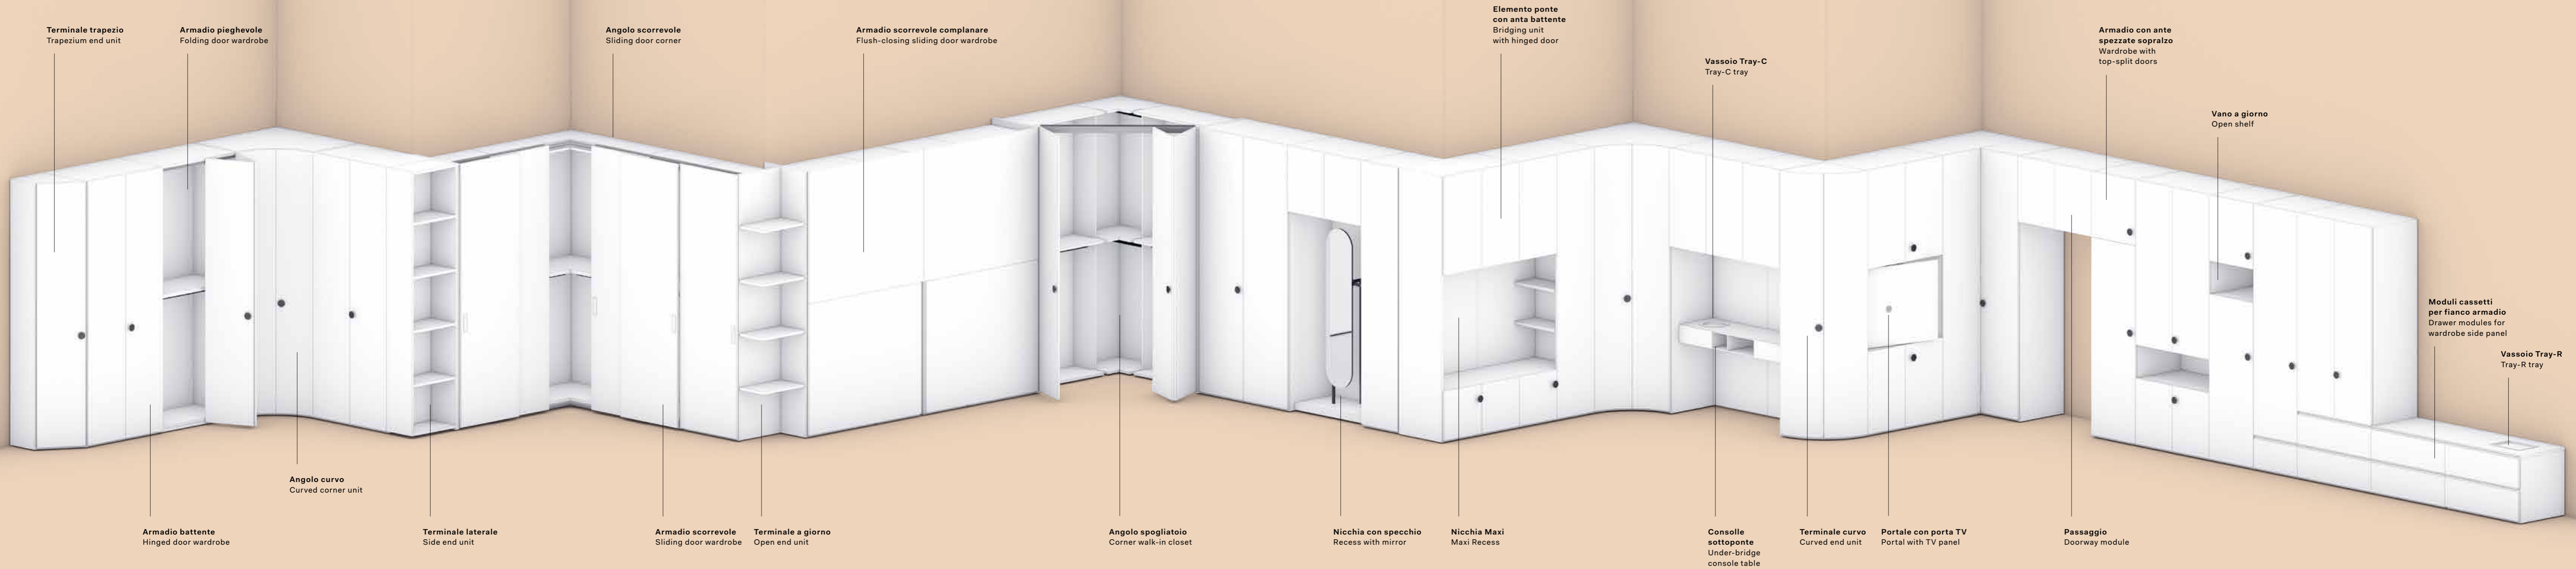 Terminale trapezio
Trapezium end unit
Armadio pieghevole
Folding door wardrobe
Angolo scorrevole
Sliding door corner
Armadio scorrevole complanare
Flush-closing sliding door wardrobe
Elemento ponte
con anta battente
Bridging unit
with hinged door
Vassoio Tray-C
Tray-C tray
Armadio con ante
spezzate sopralzo
Wardrobe with
top-split doors
Vano a giorno
Open shelf
Moduli cassetti
per fianco armadio
Drawer modules for
wardrobe side panel
Vassoio Tray-R
Tray-R tray
Angolo curvo
Curved corner unit
Armadio battente
Hinged door wardrobe
Terminale laterale
Side end unit
Armadio scorrevole
Sliding door wardrobe
Terminale a giorno
Open end unit
Angolo spogliatoio
Corner walk-in closet
Nicchia con specchio
Recess with mirror
Nicchia Maxi
Maxi Recess
Consolle
sottoponte
Under-bridge
console table
Terminale curvo
Curved end unit
Portale con porta TV
Portal with TV panel
Passaggio
Doorway module